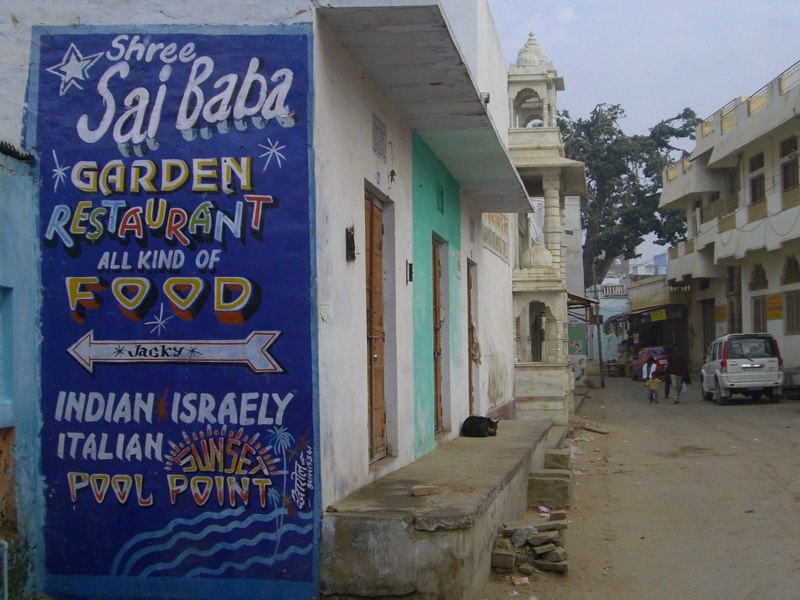 Shree
Sai Baba
GARDEN
RESTAURANT
ALL KIND OF
FOOD
Jacky
INDIAN ISRAELY
ITALIAN SUNSET
POOL POINT